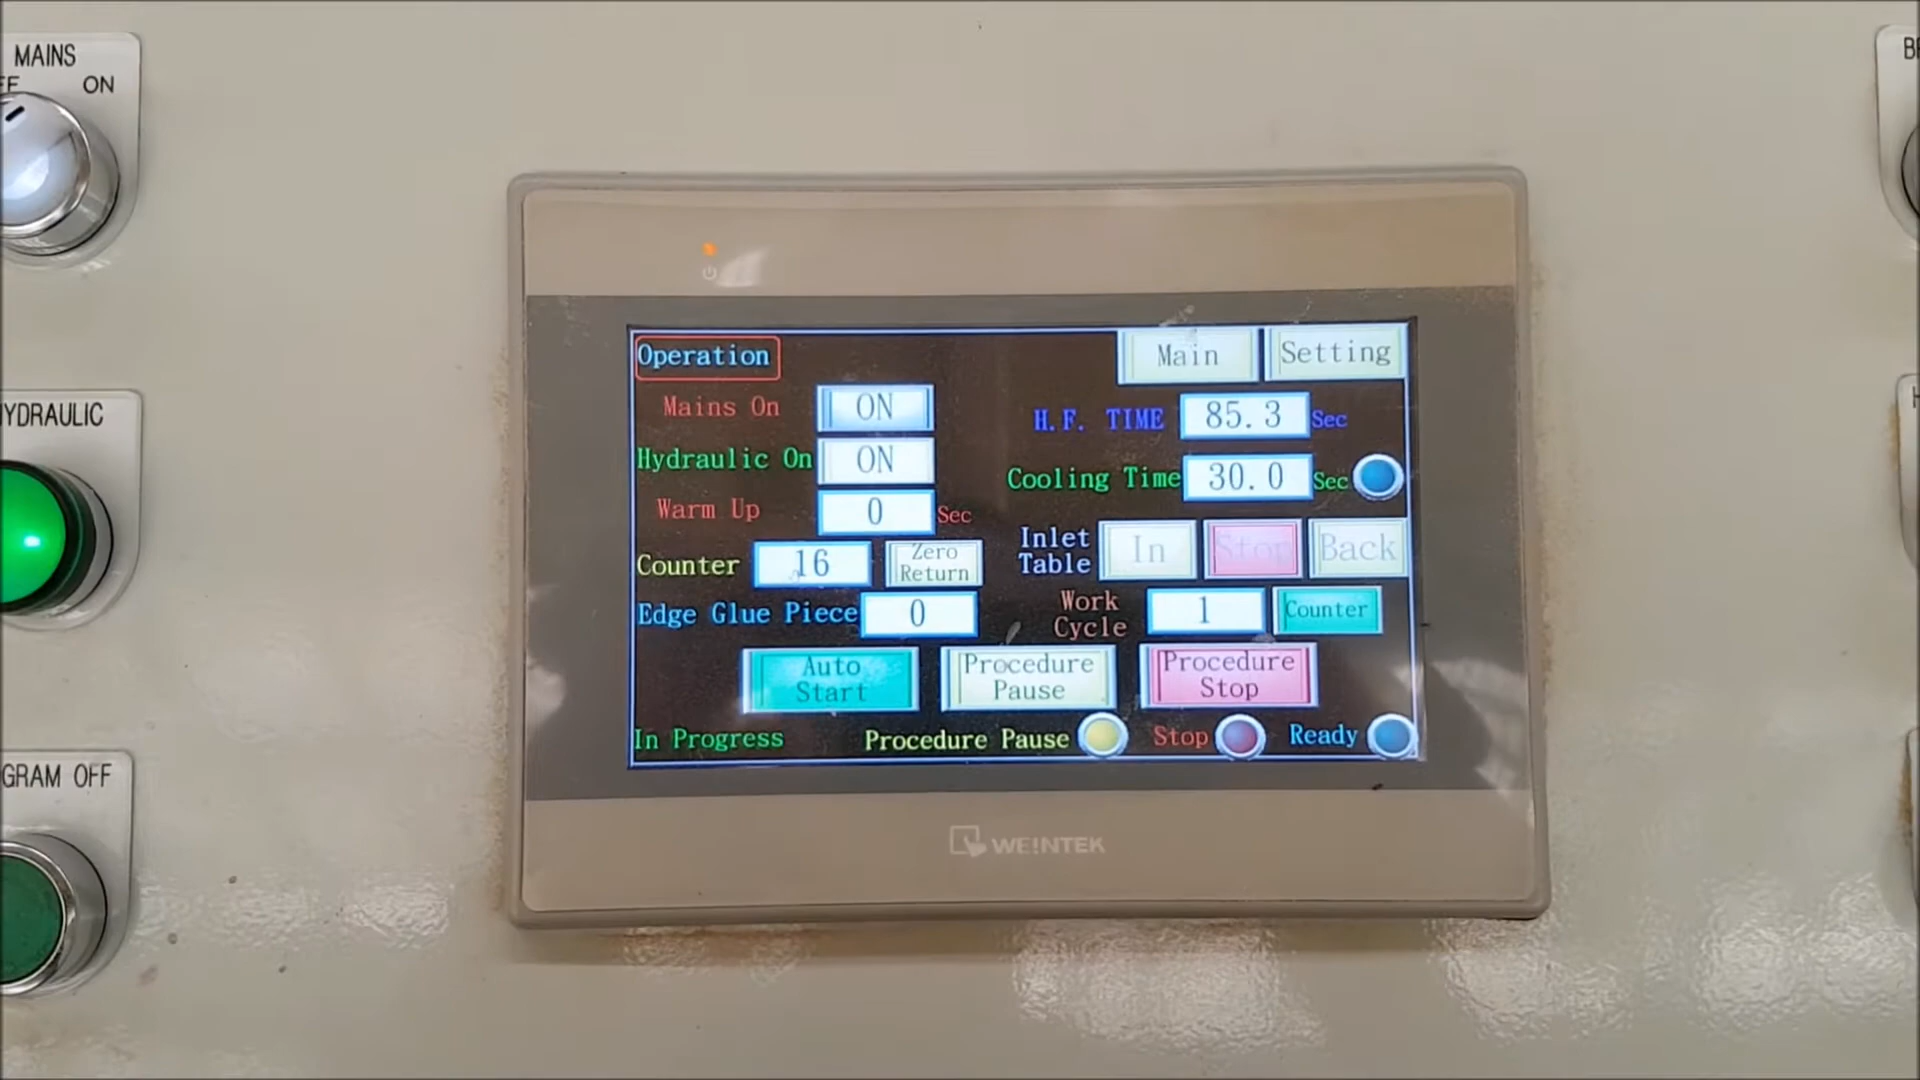 MAINS
ON
Operation
Main
Setting
Mains On
ON
H.F. TIME
85.3
Sec
Hydraulic On
ON
Cooling Time
30.0
Sec
Warm Up
0
Sec
Inlet
Table
In
Stop
Back
Counter
16
Zero
Return
Edge Glue Piece
0
Work
Cycle
1
Counter
Auto
Start
Procedure
Pause
Procedure
Stop
In Progress
Procedure Pause
Stop
Ready
YDRAULIC
GRAM OFF
WEINTEK